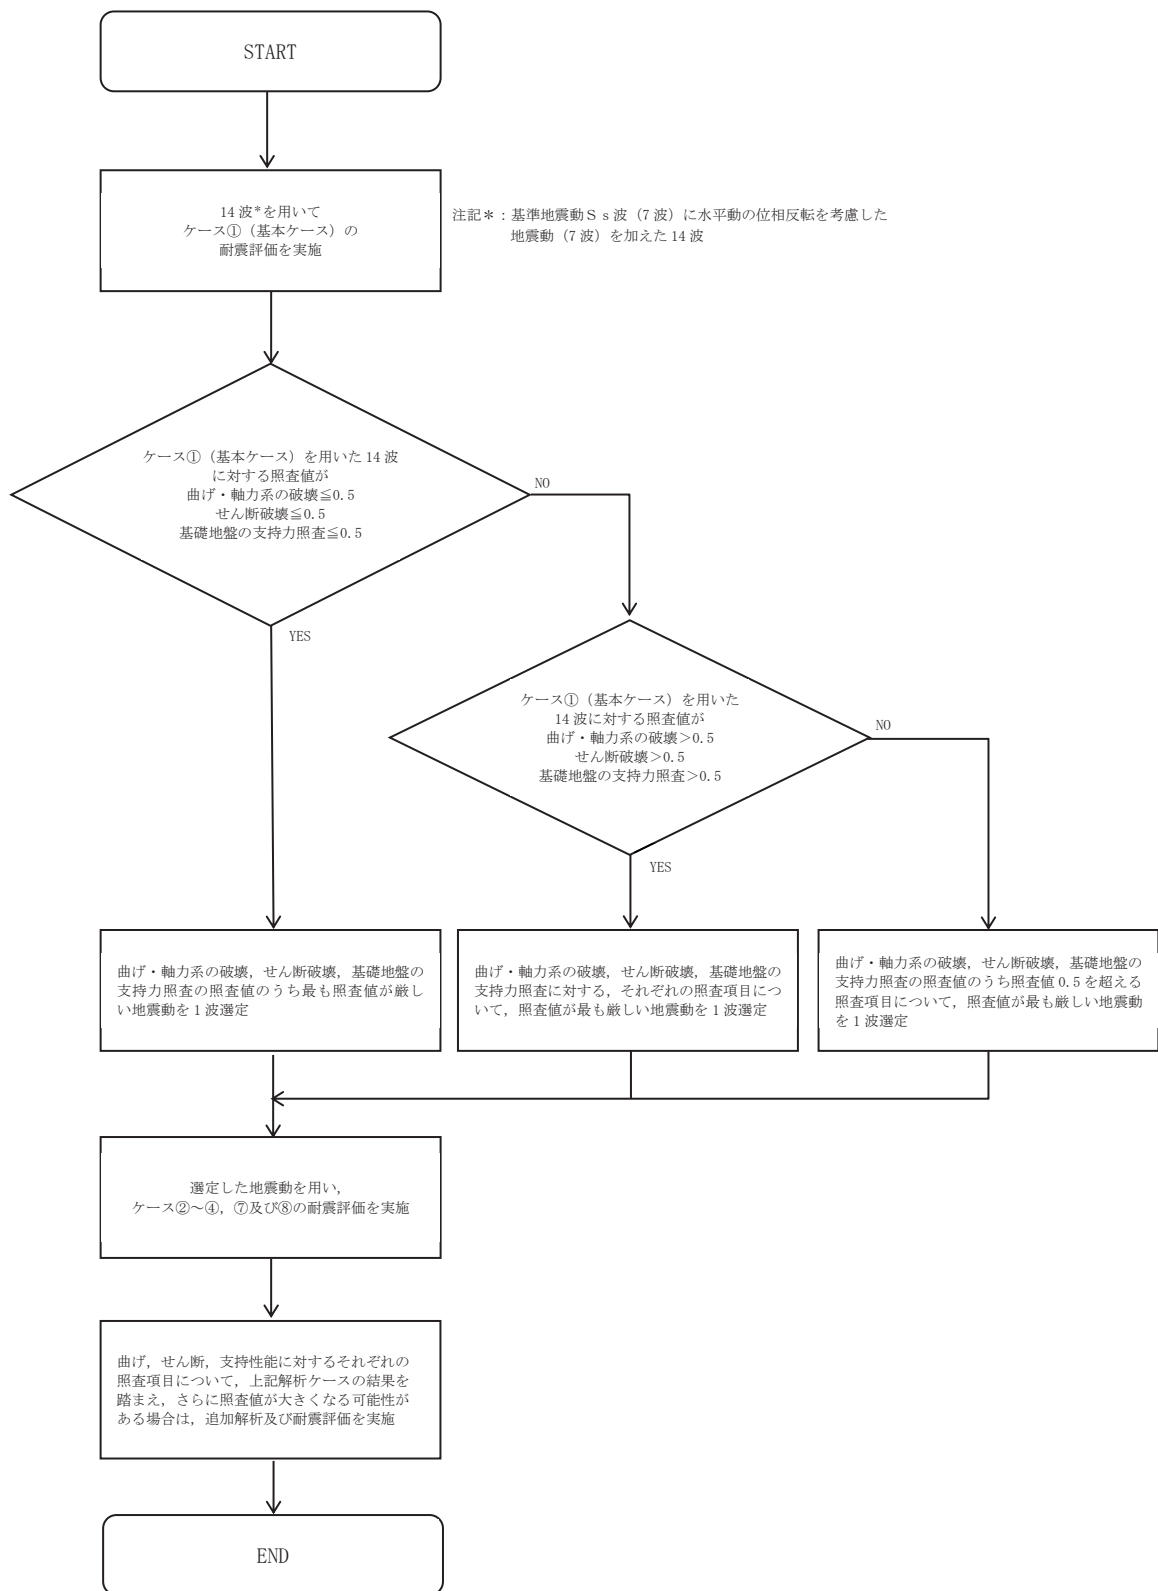 START
14 波*を用いて
ケース①（基本ケース）の
耐震評価を実施
注記＊：基準地震動Ｓｓ波（7 波）に水平動の位相反転を考慮した
地震動（7 波）を加えた 14 波
ケース①（基本ケース）を用いた 14 波
に対する照査値が
曲げ・軸力系の破壊≦0.5
せん断破壊≦0.5
基礎地盤の支持力照査≦0.5
NO
YES
ケース①（基本ケース）を用いた
14 波に対する照査値が
曲げ・軸力系の破壊＞0.5
せん断破壊＞0.5
基礎地盤の支持力照査＞0.5
NO
YES
曲げ・軸力系の破壊，せん断破壊，基礎地盤の
支持力照査の照査値のうち最も照査値が厳し
い地震動を 1 波選定
曲げ・軸力系の破壊，せん断破壊，基礎地盤の
支持力照査に対する，それぞれの照査項目につ
いて，照査値が最も厳しい地震動を 1 波選定
曲げ・軸力系の破壊，せん断破壊，基礎地盤の
支持力照査の照査値のうち照査値 0.5 を超える
照査項目について，照査値が最も厳しい地震動
を 1 波選定
選定した地震動を用い，
ケース②～④，⑦及び⑧の耐震評価を実施
曲げ，せん断，支持性能に対するそれぞれの
照査項目について，上記解析ケースの結果を
踏まえ，さらに照査値が大きくなる可能性が
ある場合は，追加解析及び耐震評価を実施
END